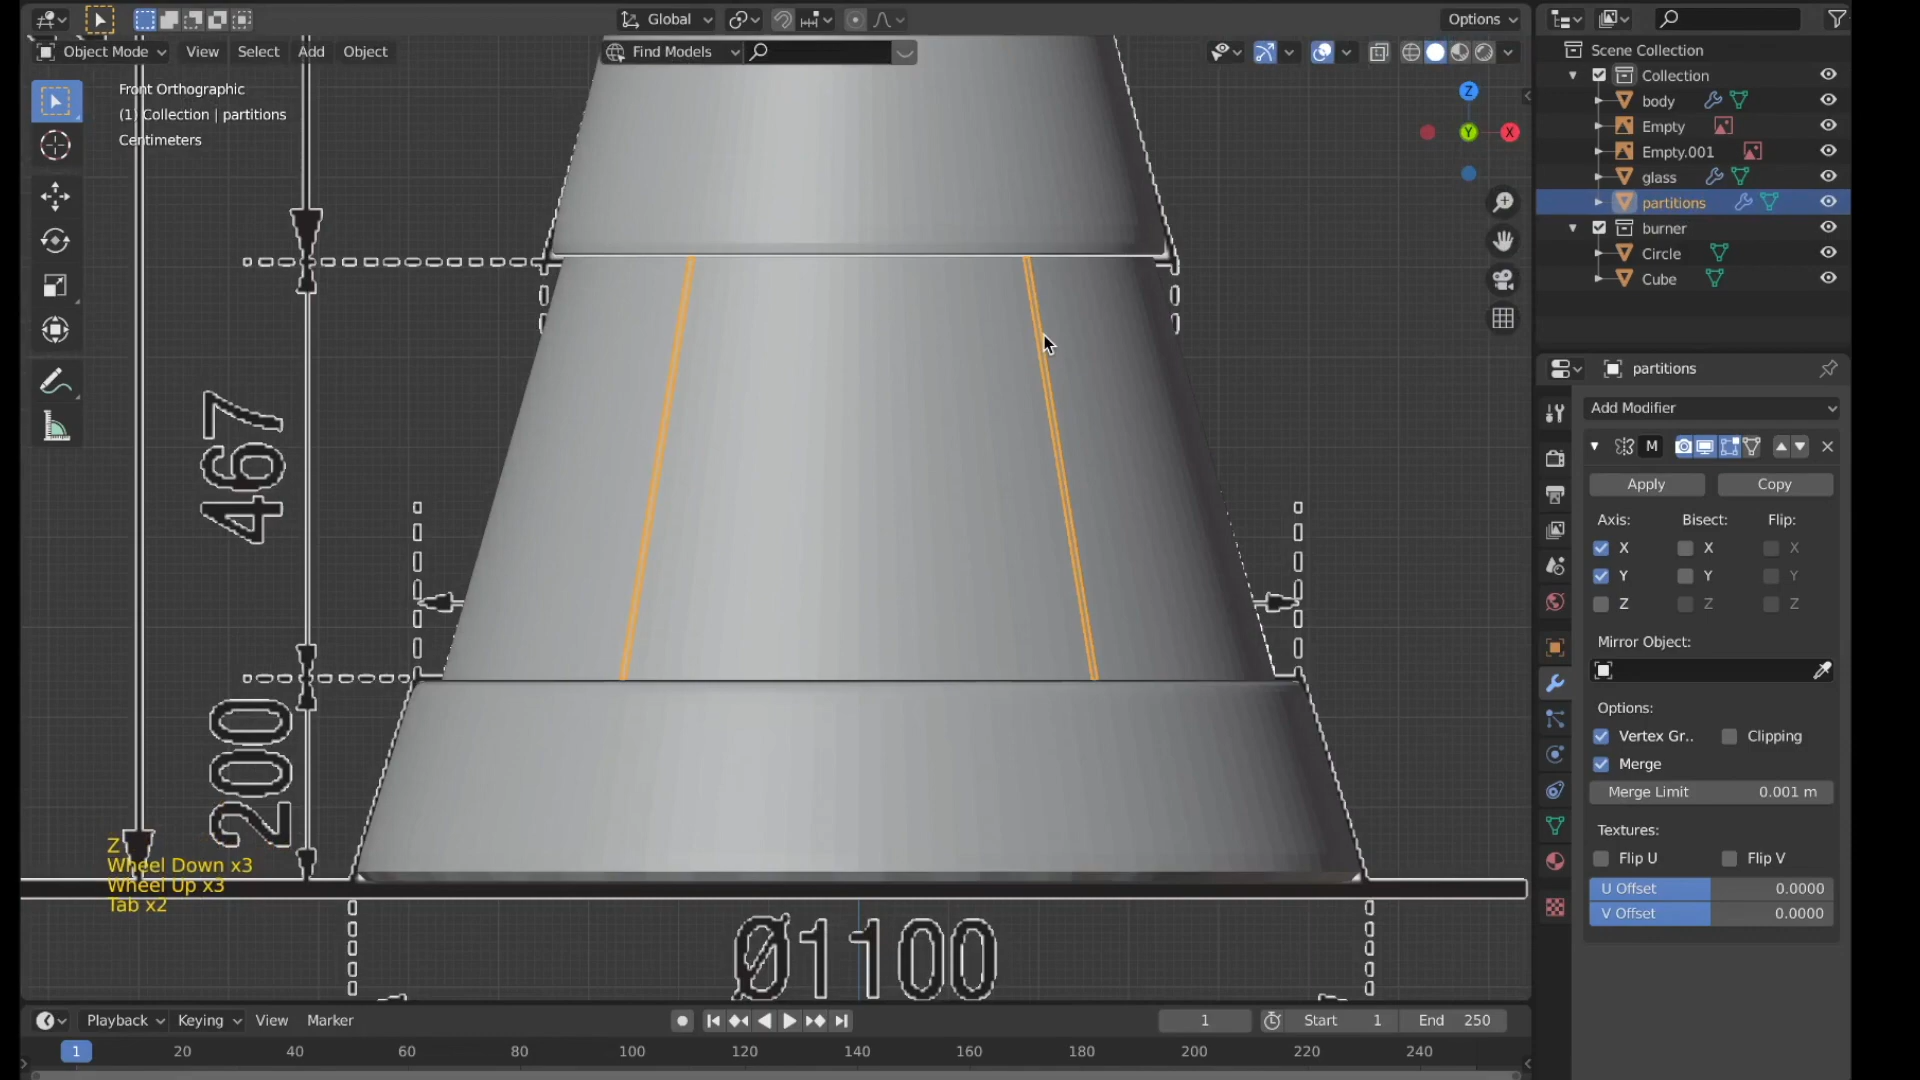 Global
Options
Object Mode
View
Select
Add
Object
Find Models
Front Orthographic
(1) Collection | partitions
Centimeters
Z
X
Y
467
200
Ø1100
Z
Wheel Down x3
Wheel Up x3
Tab x2
Scene Collection
Collection
body
Empty
Empty.001
glass
partitions
burner
Circle
Cube
partitions
Add Modifier
M
Apply
Copy
Axis:
Bisect:
Flip:
X
X
X
Y
Y
Y
Z
Z
Z
Mirror Object:
Options:
Vertex Gr..
Clipping
Merge
Merge Limit 0.001 m
Textures:
Flip U
Flip V
U Offset 0.0000
V Offset 0.0000
Playback
Keying
View
Marker
1
Start 1
End 250
1 20 40 60 80 100 120 140 160 180 200 220 240